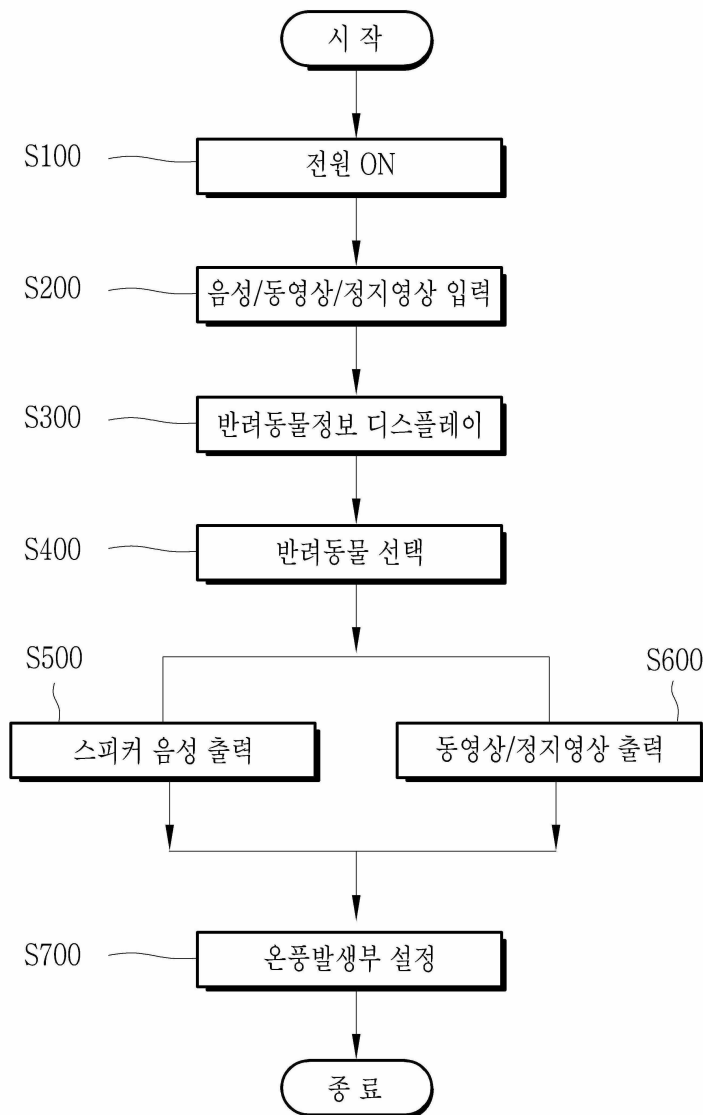 시 작
S100
전원 ON
S200
음성/동영상/정지영상 입력
S300
반려동물정보 디스플레이
S400
반려동물 선택
S500
S600
스피커 음성 출력
동영상/정지영상 출력
S700
온풍발생부 설정
종 료